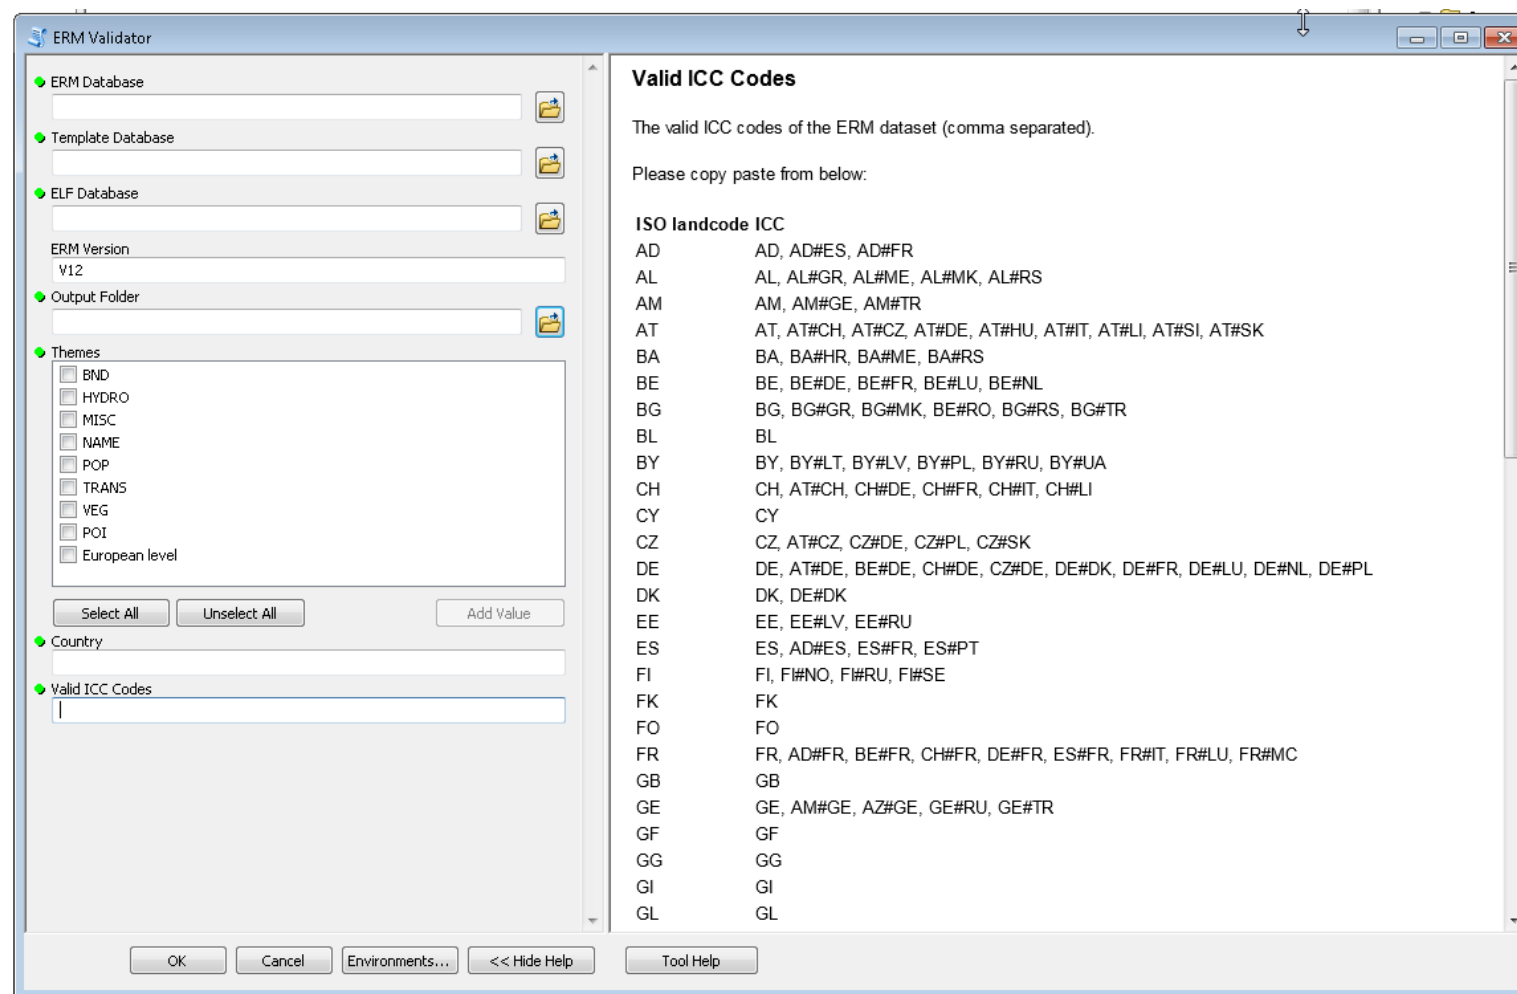 ERM Validator
ERM Database
Template Database
ELF Database
ERM Version
V12
Output Folder
Themes
BND
HYDRO
MISC
NAME
POP
TRANS
VEG
POI
European level
Select All Unselect All Add Value
Country
Valid ICC Codes
Valid ICC Codes
The valid ICC codes of the ERM dataset (comma separated).
Please copy paste from below:
ISO landcode ICC
AD AD, AD#ES, AD#FR
AL AL, AL#GR, AL#ME, AL#MK, AL#RS
AM AM, AM#GE, AM#TR
AT AT, AT#CH, AT#CZ, AT#DE, AT#HU, AT#IT, AT#LI, AT#SI, AT#SK
BA BA, BA#HR, BA#ME, BA#RS
BE BE, BE#DE, BE#FR, BE#LU, BE#NL
BG BG, BG#GR, BG#MK, BE#RO, BG#RS, BG#TR
BL BL
BY BY, BY#LT, BY#LV, BY#PL, BY#RU, BY#UA
CH CH, AT#CH, CH#DE, CH#FR, CH#IT, CH#LI
CY CY
CZ CZ, AT#CZ, CZ#DE, CZ#PL, CZ#SK
DE DE, AT#DE, BE#DE, CH#DE, CZ#DE, DE#DK, DE#FR, DE#LU, DE#NL, DE#PL
DK DK, DE#DK
EE EE, EE#LV, EE#RU
ES ES, AD#ES, ES#FR, ES#PT
FI FI, FI#NO, FI#RU, FI#SE
FK FK
FO FO
FR FR, AD#FR, BE#FR, CH#FR, DE#FR, ES#FR, FR#IT, FR#LU, FR#MC
GB GB
GE GE, AM#GE, AZ#GE, GE#RU, GE#TR
GF GF
GG GG
GI GI
GL GL
OK Cancel Environments... << Hide Help Tool Help